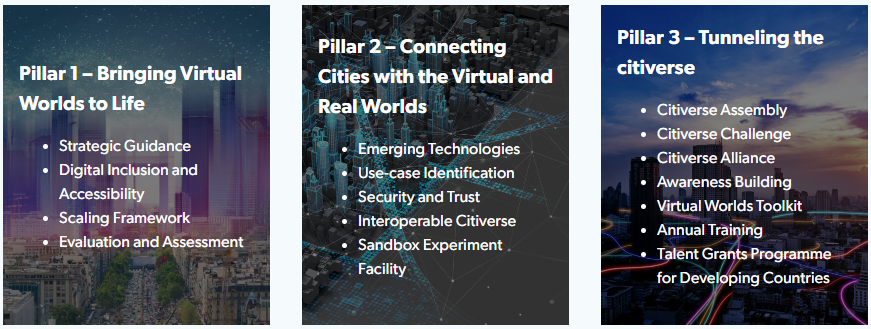 Pillar 1 – Bringing Virtual
Worlds to Life
• Strategic Guidance
• Digital Inclusion and
Accessibility
• Scaling Framework
• Evaluation and Assessment
Pillar 2 – Connecting
Cities with the Virtual and
Real Worlds
• Emerging Technologies
• Use-case Identification
• Security and Trust
• Interoperable Citiverse
• Sandbox Experiment
Facility
Pillar 3 – Tunneling the
citiverse
• Citiverse Assembly
• Citiverse Challenge
• Citiverse Alliance
• Awareness Building
• Virtual Worlds Toolkit
• Annual Training
• Talent Grants Programme
for Developing Countries